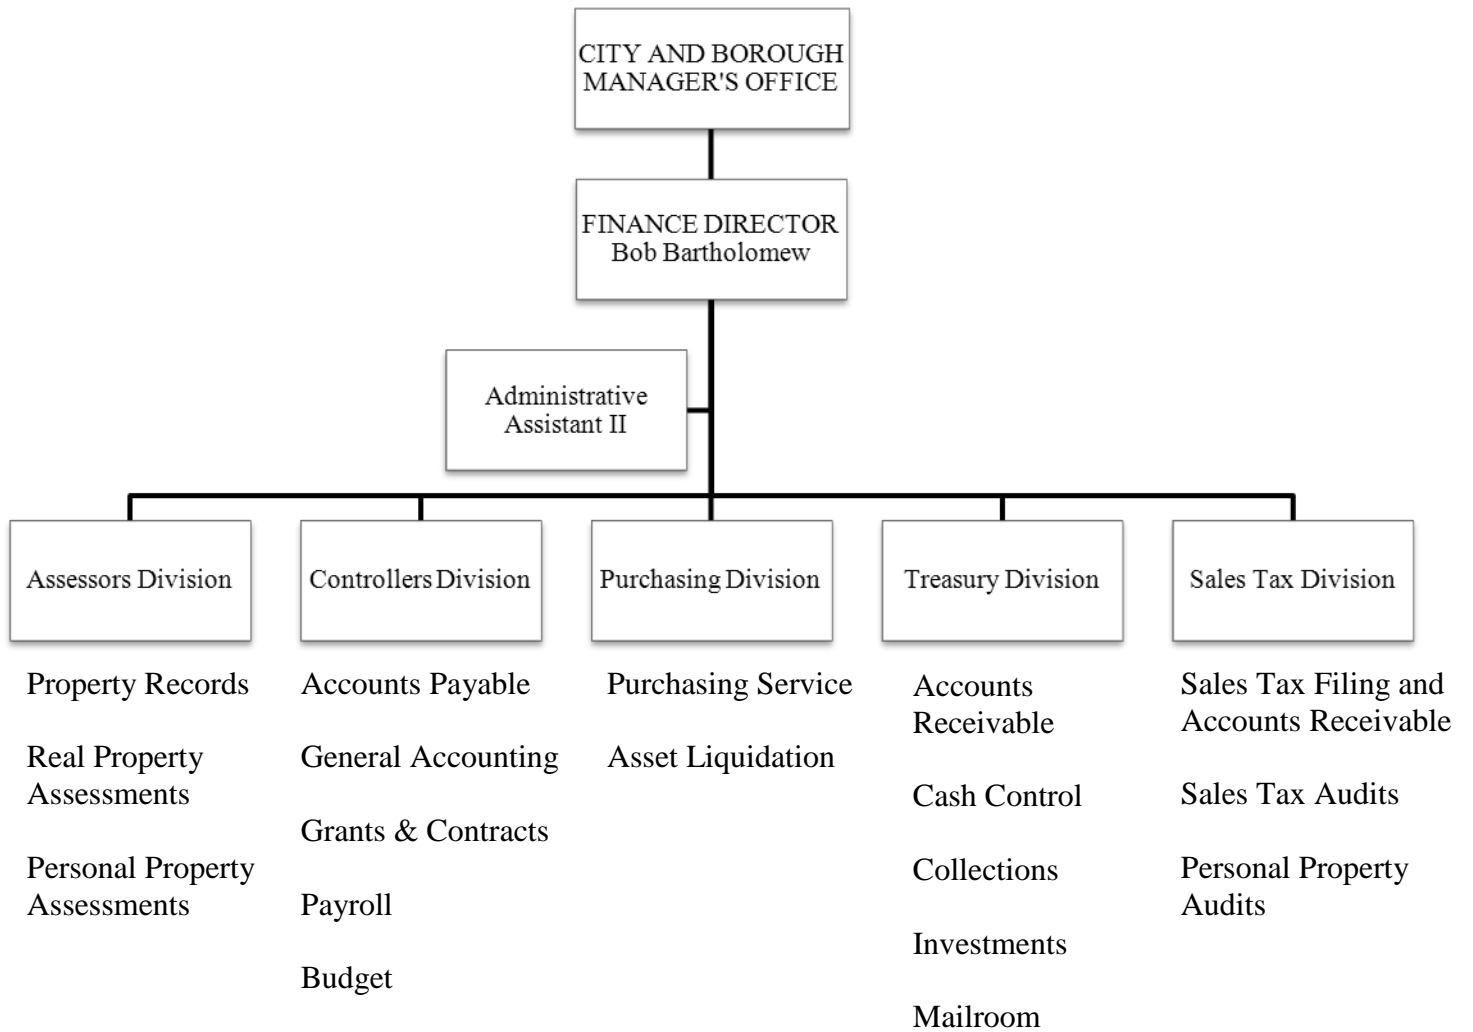 CITY AND BOROUGH
MANAGER'S OFFICE
FINANCE DIRECTOR
Bob Bartholomew
Administrative
Assistant II
Assessors Division
Controllers Division
Purchasing Division
Treasury Division
Sales Tax Division
Property Records
Real Property
Assessments
Personal Property
Assessments
Accounts Payable
General Accounting
Grants & Contracts
Payroll
Budget
Purchasing Service
Asset Liquidation
Accounts
Receivable
Cash Control
Collections
Investments
Mailroom
Sales Tax Filing and
Accounts Receivable
Sales Tax Audits
Personal Property
Audits